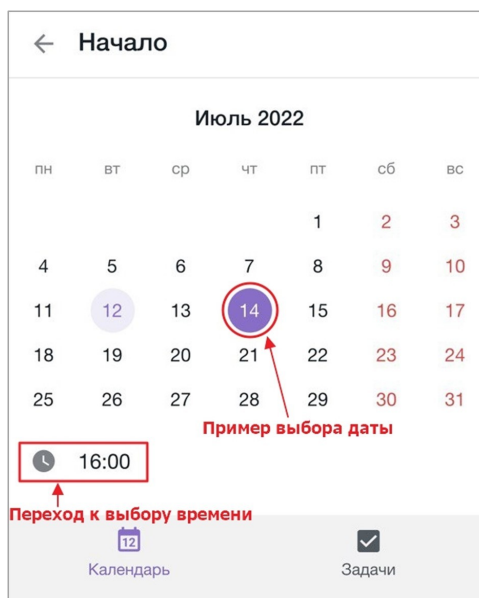 Начало
Июль 2022
пн вт ср чт пт сб вс
1 2 3
4 5 6 7 8 9 10
11 12 13 14 15 16 17
18 19 20 21 22 23 24
25 26 27 28 29 30 31
Пример выбора даты
16:00
Переход к выбору времени
12
Календарь Задачи